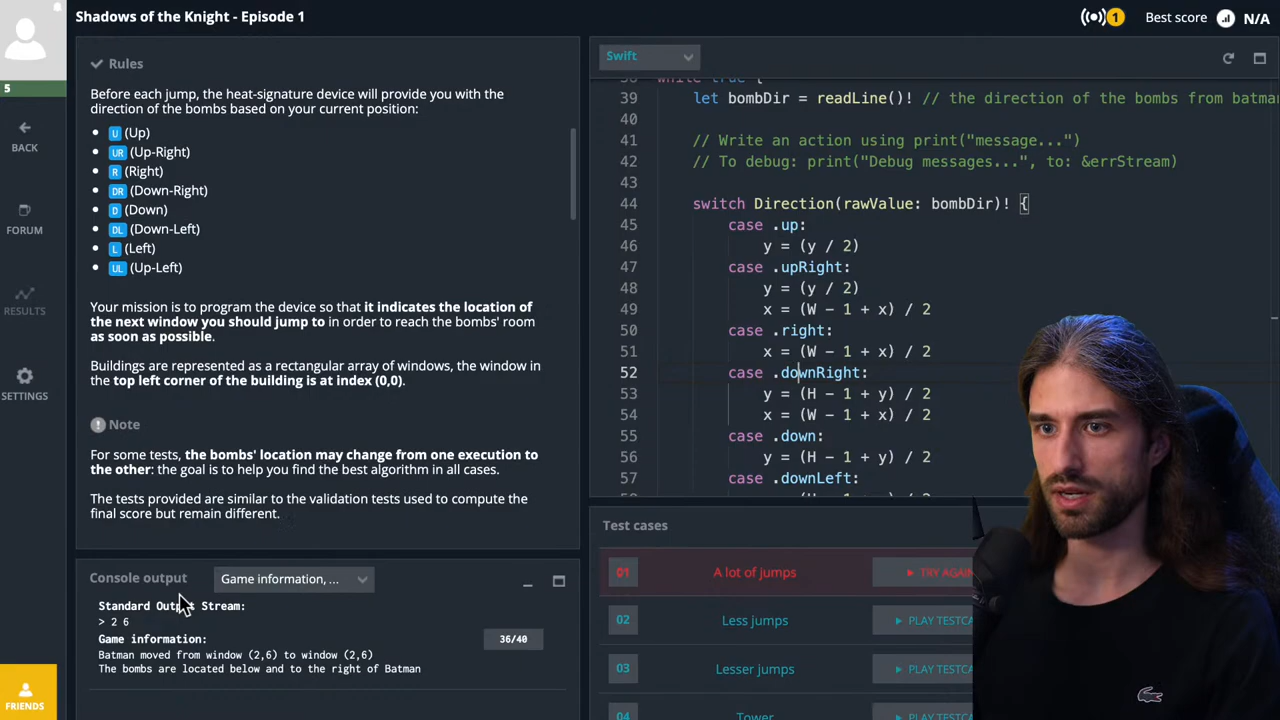 Shadows of the Knight - Episode 1
1
Best score
N/A
5
BACK
FORUM
RESULTS
SETTINGS
FRIENDS
Rules
Before each jump, the heat-signature device will provide you with the
direction of the bombs based on your current position:
U (Up)
UR (Up-Right)
R (Right)
DR (Down-Right)
D (Down)
DL (Down-Left)
L (Left)
UL (Up-Left)
Your mission is to program the device so that it indicates the location of
the next window you should jump to in order to reach the bombs' room
as soon as possible.
Buildings are represented as a rectangular array of windows, the window in
the top left corner of the building is at index (0,0).
Note
For some tests, the bombs' location may change from one execution to
the other: the goal is to help you find the best algorithm in all cases.
The tests provided are similar to the validation tests used to compute the
final score but remain different.
Console output
Game information, ...
Standard Output Stream:
> 2 6
Game information:
36/40
Batman moved from window (2,6) to window (2,6)
The bombs are located below and to the right of Batman
Swift
38 while true {
39 let bombDir = readLine()! // the direction of the bombs from batman
40
41 // Write an action using print("message...")
42 // To debug: print("Debug messages...", to: &errStream)
43
44 switch Direction(rawValue: bombDir)! {
45 case .up:
46 y = (y / 2)
47 case .upRight:
48 y = (y / 2)
49 x = (W - 1 + x) / 2
50 case .right:
51 x = (W - 1 + x) / 2
52 case .downRight:
53 y = (H - 1 + y) / 2
54 x = (W - 1 + x) / 2
55 case .down:
56 y = (H - 1 + y) / 2
57 case .downLeft:
Test cases
01 A lot of jumps TRY AGAIN
02 Less jumps PLAY TESTCA
03 Lesser jumps PLAY TESTCA
04 Tower